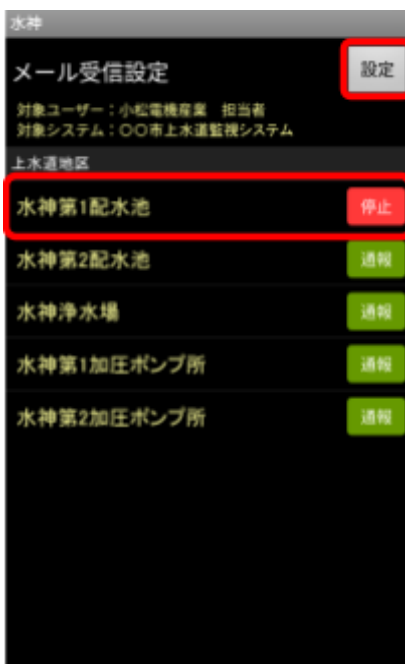 水神
メール受信設定
設定
対象ユーザー：小松電機産業 担当者
対象システム：〇〇市上水道監視システム
上水道地区
水神第1配水池
停止
水神第2配水池
通報
水神浄水場
通報
水神第1加圧ポンプ所
通報
水神第2加圧ポンプ所
通報